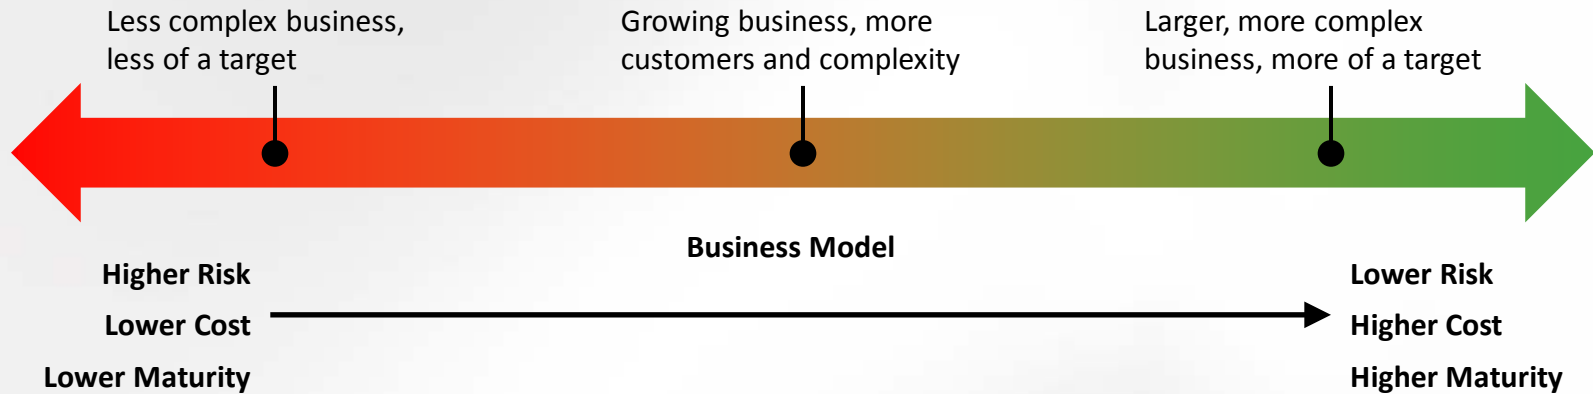 Less complex business,
less of a target
Growing business, more
customers and complexity
Larger, more complex
business, more of a target
Business Model
Higher Risk
Lower Cost
Lower Maturity
Lower Risk
Higher Cost
Higher Maturity